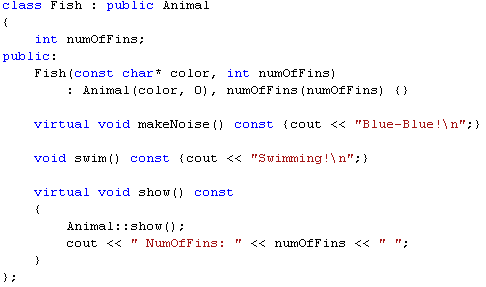 class Fish : public Animal
{
    int numOfFins;
public:
    Fish(const char* color, int numOfFins)
        : Animal(color, 0), numOfFins(numOfFins) {}
    virtual void makeNoise() const {cout << "Blue-Blue!\n";}
    void swim() const {cout << "Swimming!\n";}
    virtual void show() const
    {
        Animal::show();
        cout << " NumOfFins: " << numOfFins << " ";
    }
};